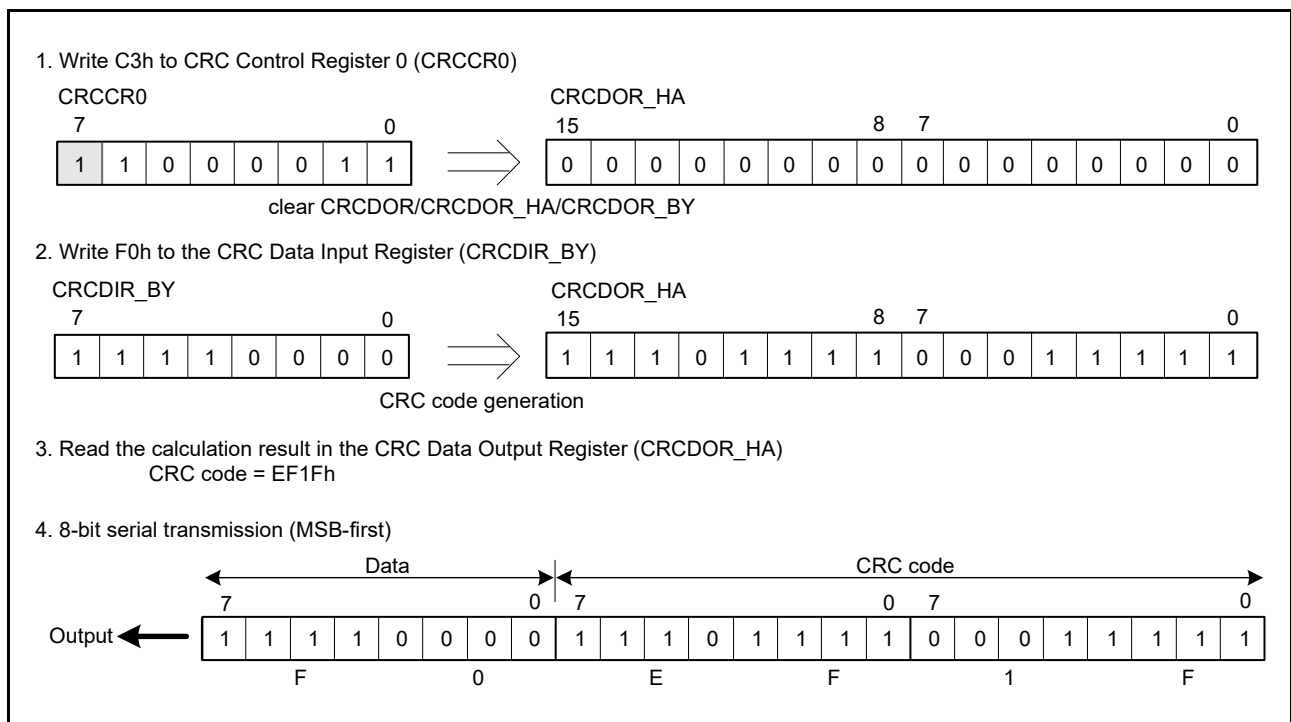 1. Write C3h to CRC Control Register 0 (CRCCR0)
CRCCR0 CRCDOR_HA
7 0 15 8 7 0
1 1 0 0 0 0 1 1 0 0 0 0 0 0 0 0 0 0 0 0 0 0 0 0
clear CRCDOR/CRCDOR_HA/CRCDOR_BY
2. Write F0h to the CRC Data Input Register (CRCDIR_BY)
CRCDIR_BY CRCDOR_HA
7 0 15 8 7 0
1 1 1 1 0 0 0 0 1 1 1 0 1 1 1 1 0 0 0 1 1 1 1 1
CRC code generation
3. Read the calculation result in the CRC Data Output Register (CRCDOR_HA)
CRC code = EF1Fh
4. 8-bit serial transmission (MSB-first)
Data CRC code
7 0 7 0 7 0
Output 1 1 1 1 0 0 0 0 1 1 1 0 1 1 1 1 0 0 0 1 1 1 1 1
F 0 E F 1 F